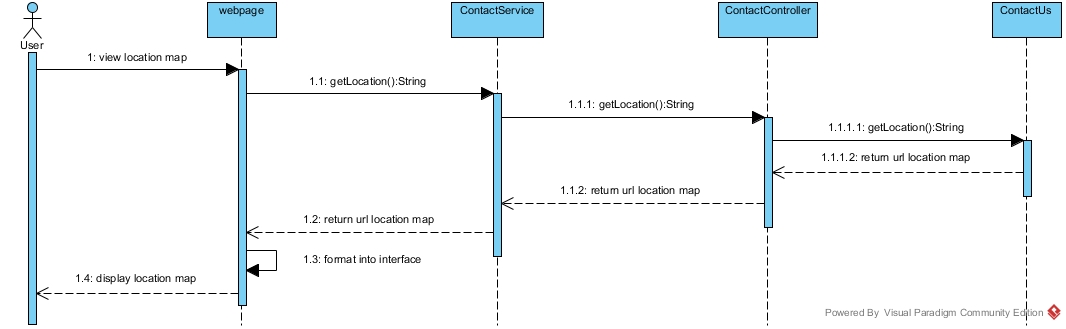 webpage
ContactService
ContactController
ContactUs
User
1: view location map
1.1: getLocation():String
1.1.1: getLocation():String
1.1.1.1: getLocation():String
1.1.1.2: return url location map
1.1.2: return url location map
1.2: return url location map
1.3: format into interface
1.4: display location map
Powered By Visual Paradigm Community Edition